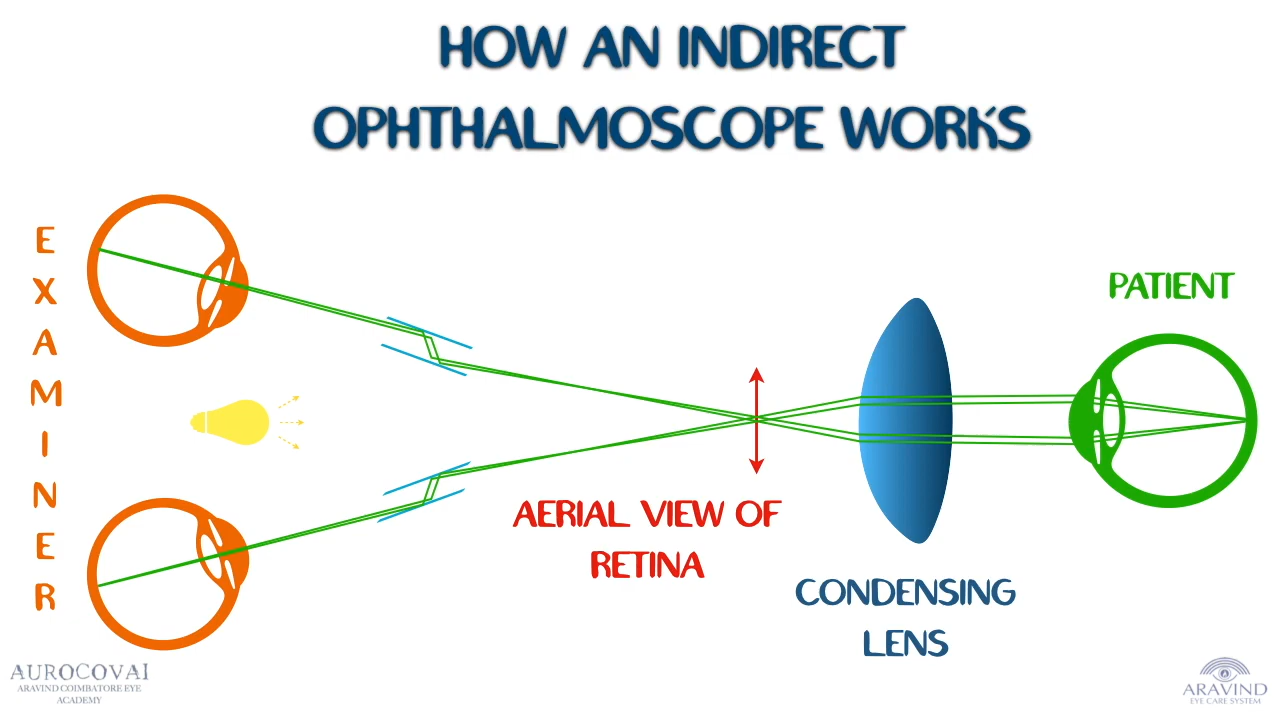 HOW AN INDIRECT
OPHTHALMOSCOPE WORKS
EXAMINER
PATIENT
AERIAL VIEW OF
RETINA
CONDENSING
LENS
AUROCOVAI
ARAVIND COIMBATORE EYE
ACADEMY
ARAVIND
EYE CARE SYSTEM